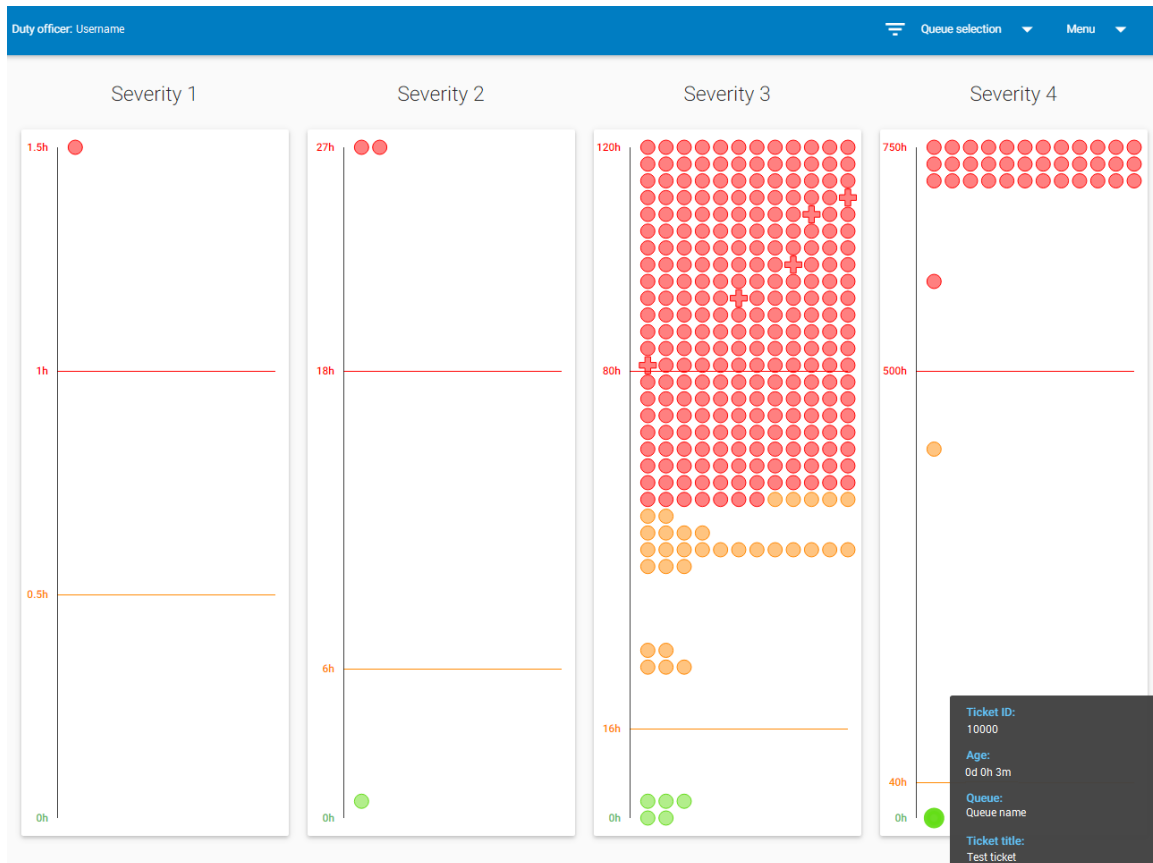 Duty officer: Username
Queue selection
Menu
Severity 1
Severity 2
Severity 3
Severity 4
1.5h
1h
0.5h
0h
27h
18h
6h
0h
120h
80h
16h
0h
750h
500h
40h
0h
Ticket ID:
10000
Age:
0d 0h 3m
Queue:
Queue name
Ticket title:
Test ticket